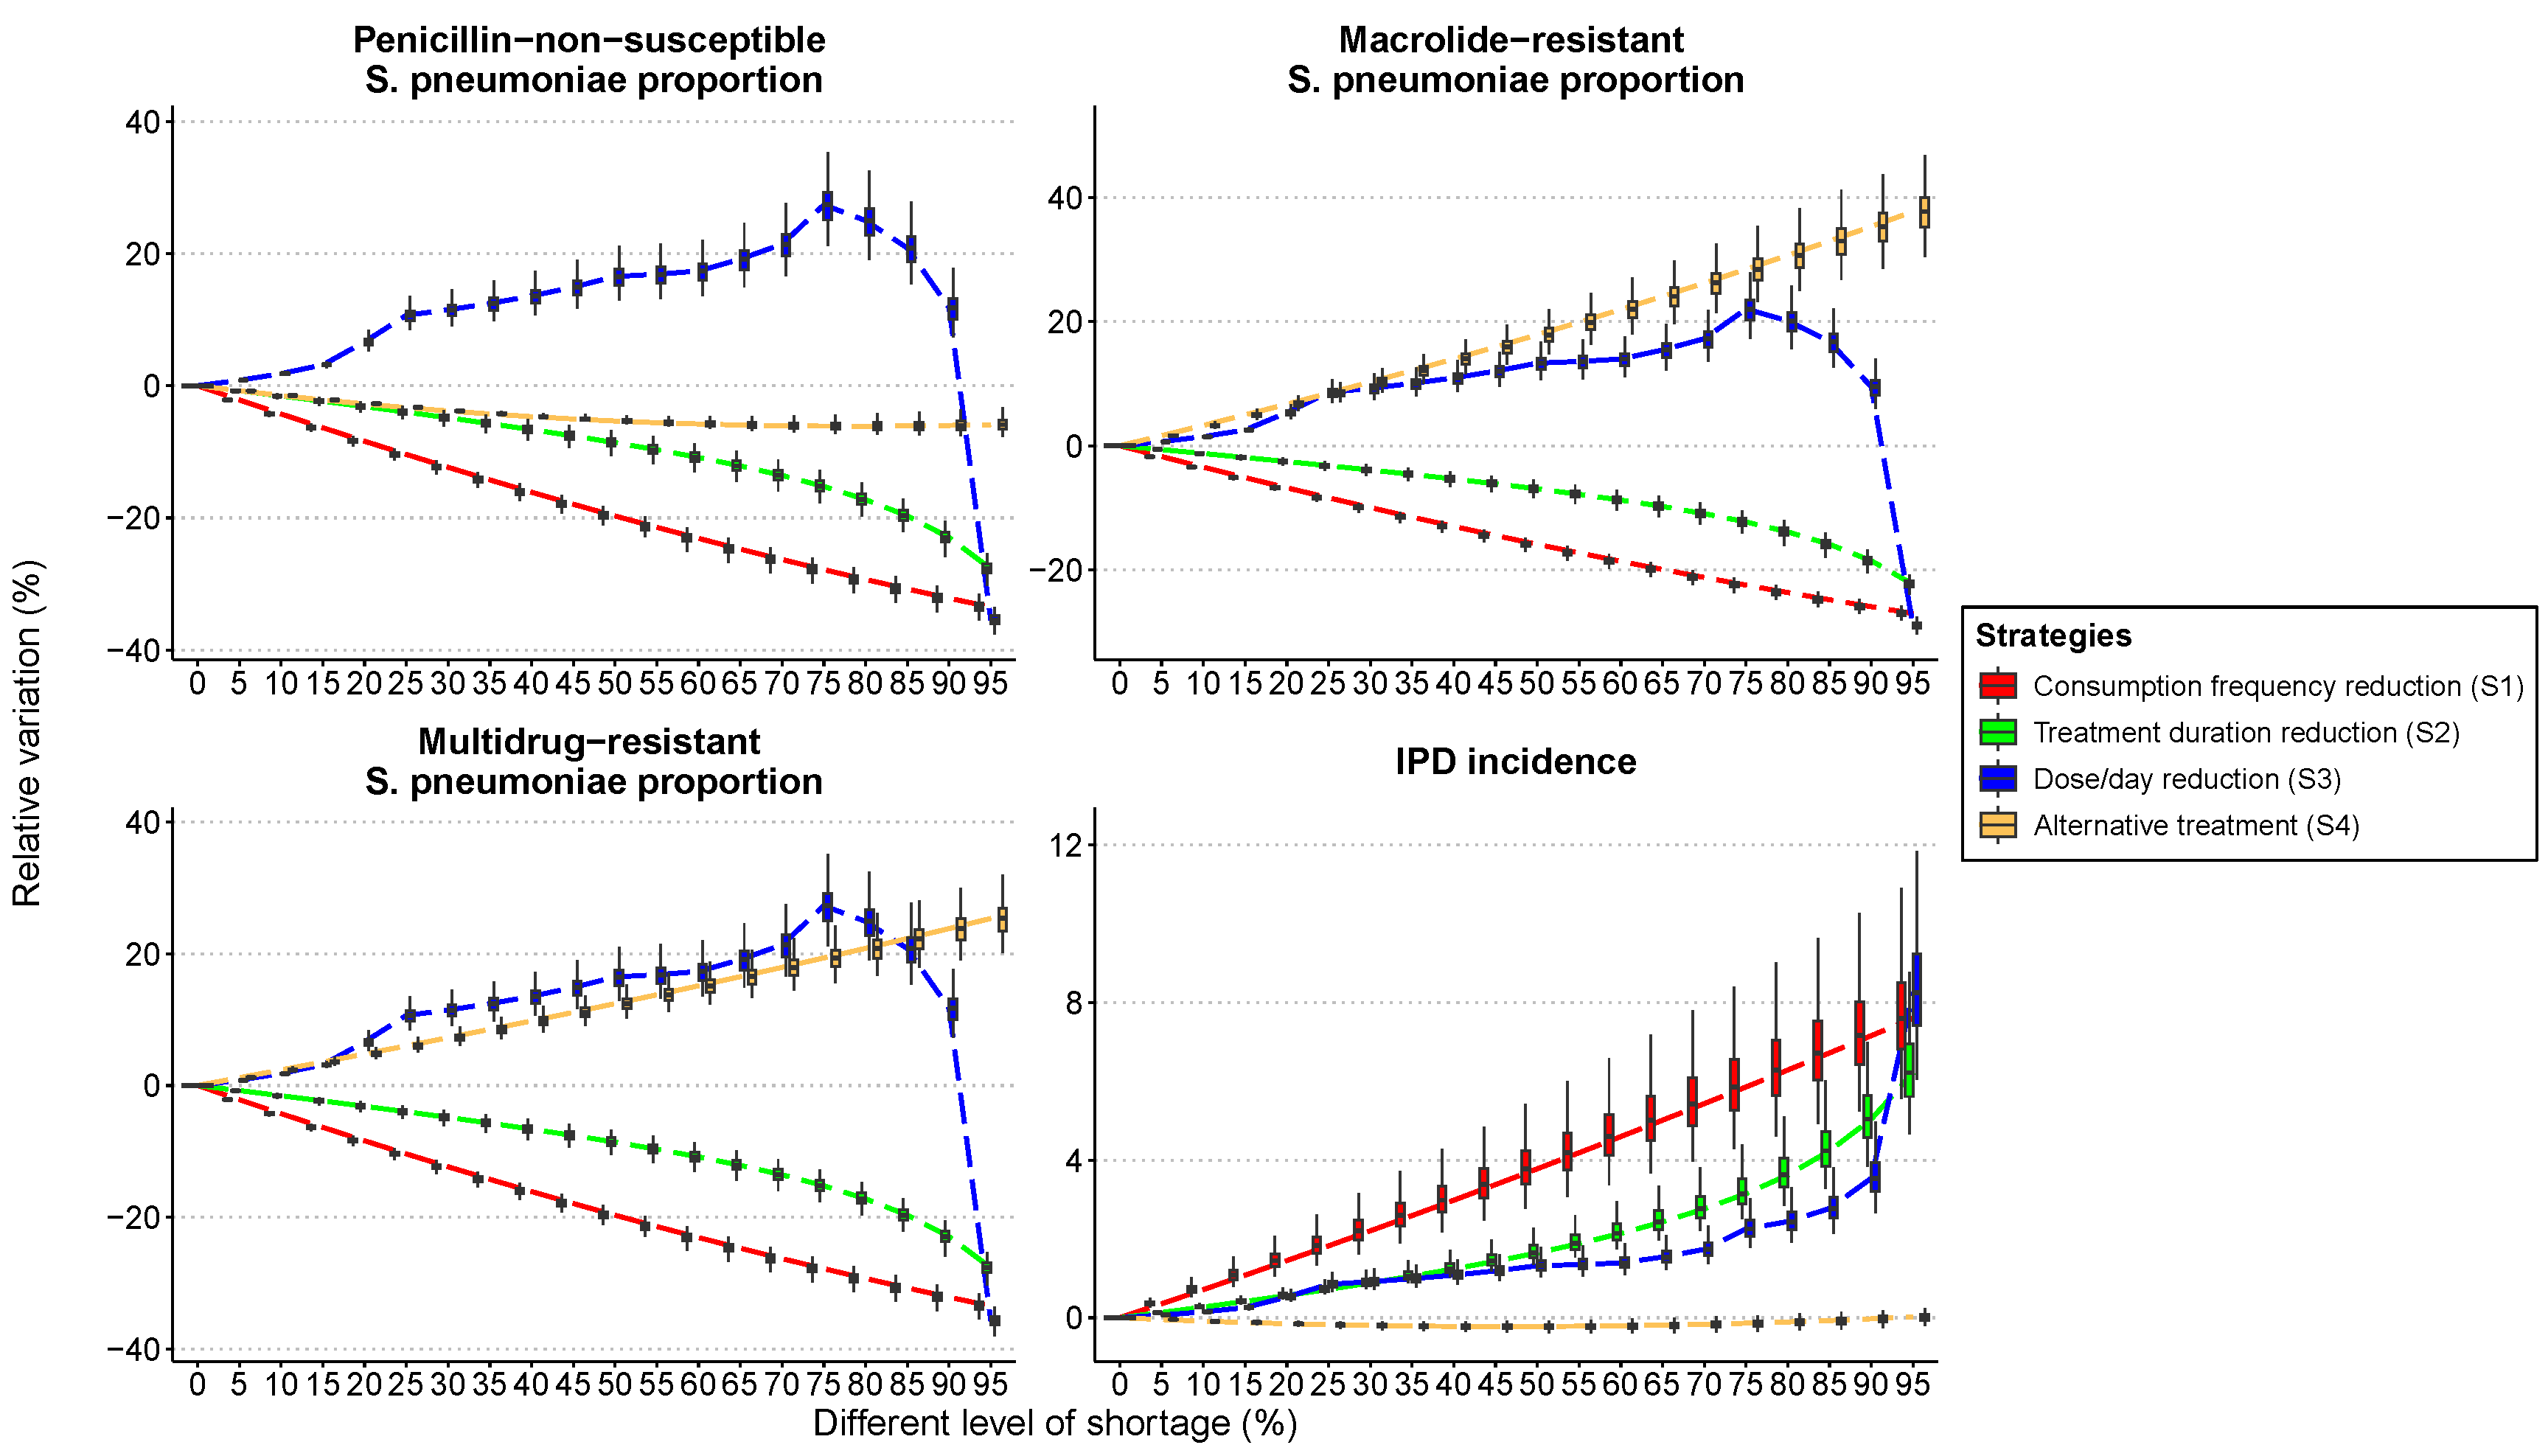 Penicillin−non−susceptible
S. pneumoniae proportion
40
20
0
−20
−40
0 5 10 15 20 25 30 35 40 45 50 55 60 65 70 75 80 85 90 95
Macrolide−resistant
S. pneumoniae proportion
40
20
0
−20
0 5 10 15 20 25 30 35 40 45 50 55 60 65 70 75 80 85 90 95
Multidrug−resistant
S. pneumoniae proportion
40
20
0
−20
−40
0 5 10 15 20 25 30 35 40 45 50 55 60 65 70 75 80 85 90 95
IPD incidence
12
8
4
0
0 5 10 15 20 25 30 35 40 45 50 55 60 65 70 75 80 85 90 95
Relative variation (%)
Different level of shortage (%)
Strategies
Consumption frequency reduction (S1)
Treatment duration reduction (S2)
Dose/day reduction (S3)
Alternative treatment (S4)